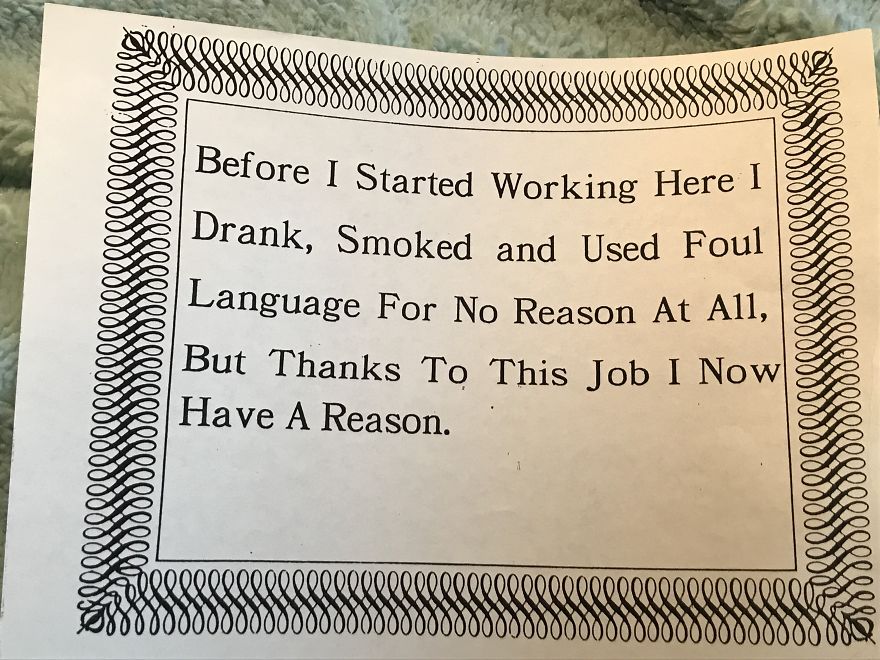 Before I Started Working Here I
Drank, Smoked and Used Foul
Language For No Reason At All,
But Thanks To This Job I Now
Have A Reason.